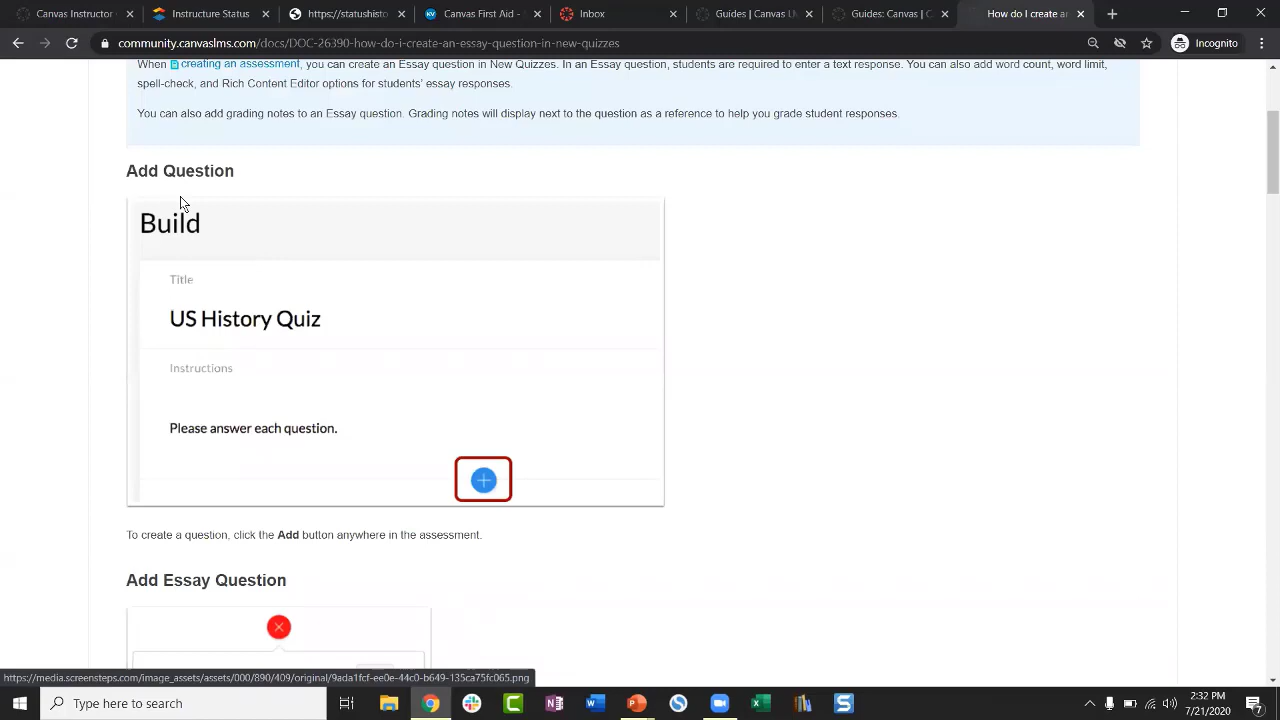 Canvas Instructor -
Instructor Status
https://statushisto
Canvas First Aid -
Inbox
Guides | Canvas U
Guides: Canvas | C
How do I create ar
community.canvaslms.com/docs/DOC-26390-how-do-i-create-an-essay-question-in-new-quizzes
Incognito
When creating an assessment, you can create an Essay question in New Quizzes. In an Essay question, students are required to enter a text response. You can also add word count, word limit,
spell-check, and Rich Content Editor options for students' essay responses.
You can also add grading notes to an Essay question. Grading notes will display next to the question as a reference to help you grade student responses.
Add Question
Build
Title
US History Quiz
Instructions
Please answer each question.
To create a question, click the Add button anywhere in the assessment.
Add Essay Question
https://media.screensteps.com/image_assets/assets/000/890/409/original/9ada1fcf-ee0e-44c0-b649-135ca75fc065.png
Type here to search
2:32 PM
7/21/2020